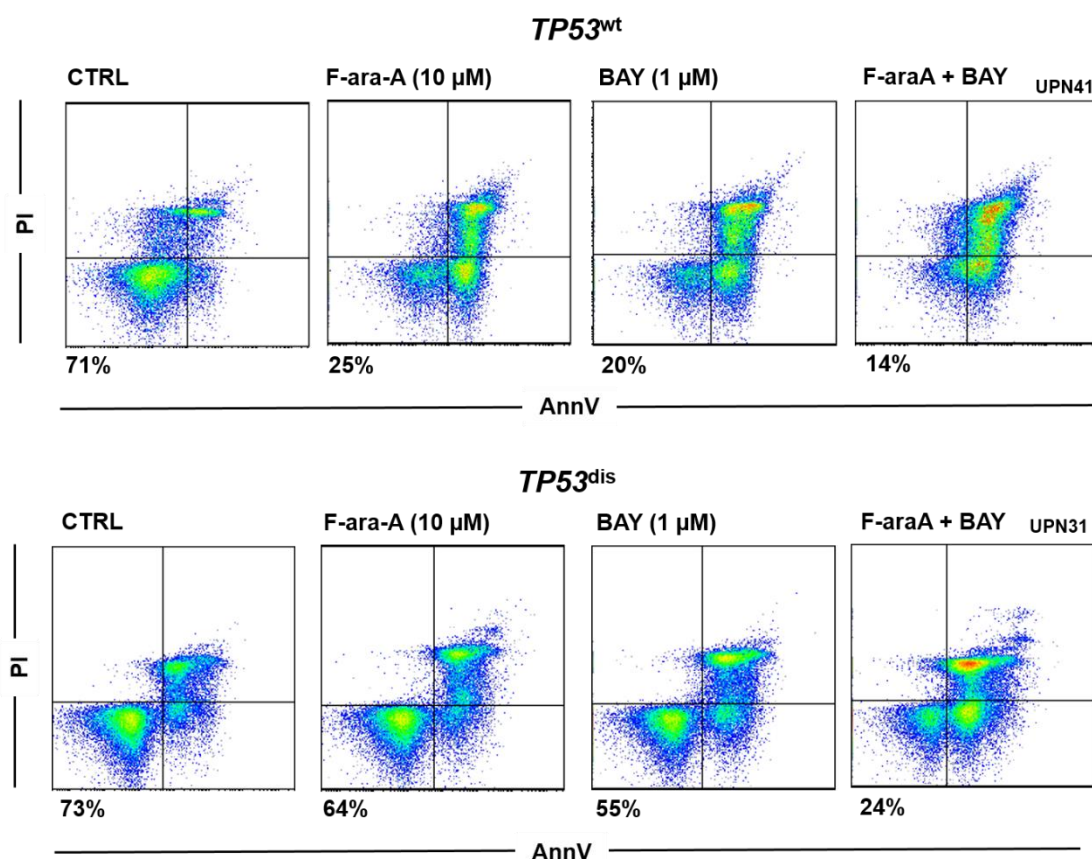 TP53wt
CTRL
F-ara-A (10 µM)
BAY (1 µM)
F-araA + BAY
UPN41
PI
71%
25%
20%
14%
AnnV
TP53dis
CTRL
F-ara-A (10 µM)
BAY (1 µM)
F-araA + BAY
UPN31
PI
73%
64%
55%
24%
AnnV